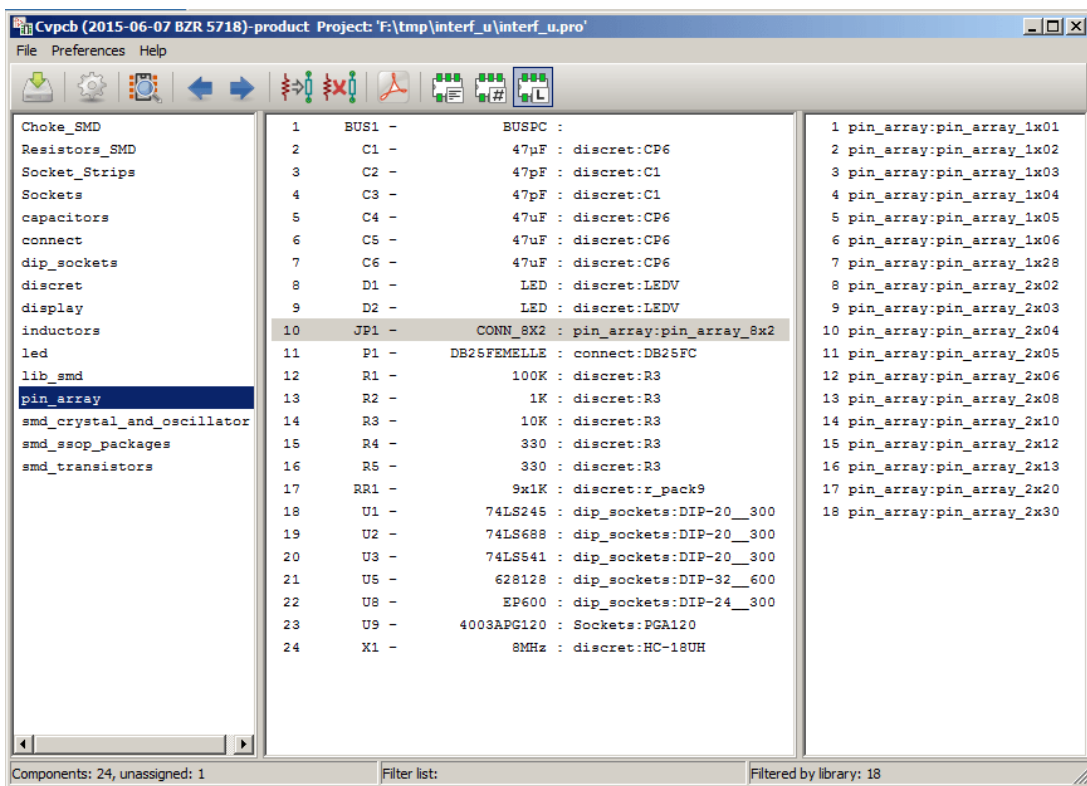 Cvpcb (2015-06-07 BZR 5718)-product Project: 'F:\tmp\interf_u\interf_u.pro'
File Preferences Help
# L
Choke_SMD
Resistors_SMD
Socket_Strips
Sockets
capacitors
connect
dip_sockets
discret
display
inductors
led
lib_smd
pin_array
smd_crystal_and_oscillator
smd_ssop_packages
smd_transistors
1 BUS1 - BUSPC :
2 C1 - 47µF : discret:CP6
3 C2 - 47pF : discret:C1
4 C3 - 47pF : discret:C1
5 C4 - 47uF : discret:CP6
6 C5 - 47uF : discret:CP6
7 C6 - 47uF : discret:CP6
8 D1 - LED : discret:LEDV
9 D2 - LED : discret:LEDV
10 JP1 - CONN_8X2 : pin_array:pin_array_8x2
11 P1 - DB25FEMELLE : connect:DB25FC
12 R1 - 100K : discret:R3
13 R2 - 1K : discret:R3
14 R3 - 10K : discret:R3
15 R4 - 330 : discret:R3
16 R5 - 330 : discret:R3
17 RR1 - 9x1K : discret:r_pack9
18 U1 - 74LS245 : dip_sockets:DIP-20__300
19 U2 - 74LS688 : dip_sockets:DIP-20__300
20 U3 - 74LS541 : dip_sockets:DIP-20__300
21 U5 - 628128 : dip_sockets:DIP-32__600
22 U8 - EP600 : dip_sockets:DIP-24__300
23 U9 - 4003APG120 : Sockets:PGA120
24 X1 - 8MHz : discret:HC-18UH
1 pin_array:pin_array_1x01
2 pin_array:pin_array_1x02
3 pin_array:pin_array_1x03
4 pin_array:pin_array_1x04
5 pin_array:pin_array_1x05
6 pin_array:pin_array_1x06
7 pin_array:pin_array_1x28
8 pin_array:pin_array_2x02
9 pin_array:pin_array_2x03
10 pin_array:pin_array_2x04
11 pin_array:pin_array_2x05
12 pin_array:pin_array_2x06
13 pin_array:pin_array_2x08
14 pin_array:pin_array_2x10
15 pin_array:pin_array_2x12
16 pin_array:pin_array_2x13
17 pin_array:pin_array_2x20
18 pin_array:pin_array_2x30
Components: 24, unassigned: 1
Filter list:
Filtered by library: 18